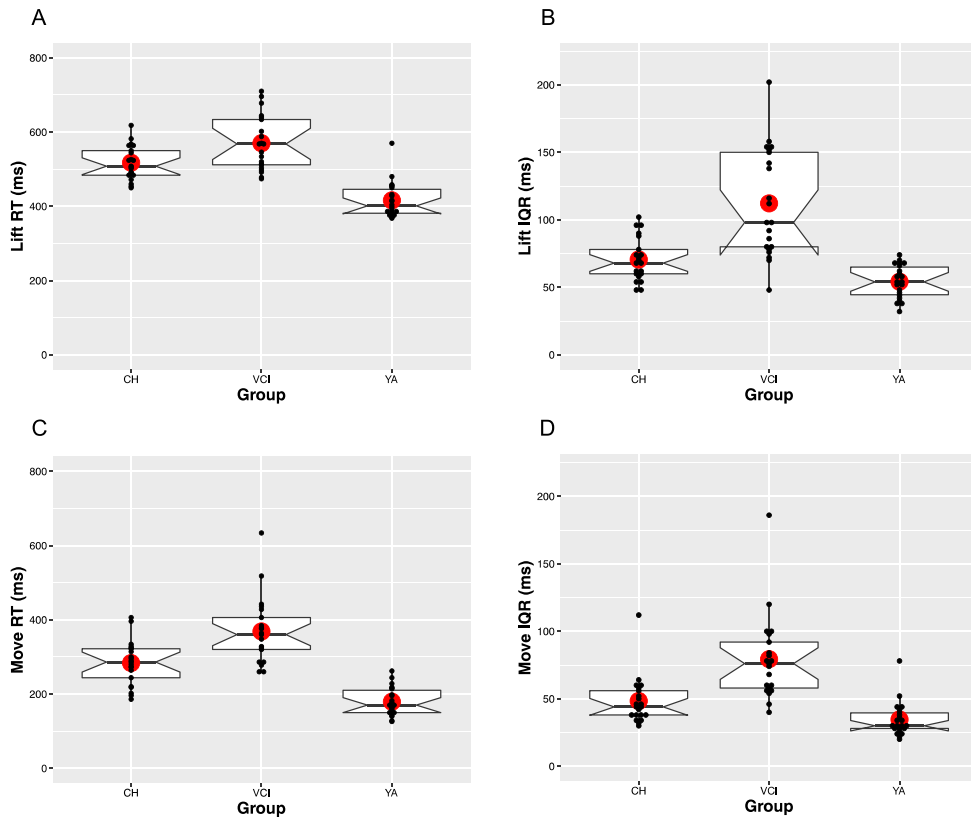 A
Lift RT (ms)
800
600
400
200
0
CH
VCI
YA
Group
B
Lift IQR (ms)
200
150
100
50
0
CH
VCI
YA
Group
C
Move RT (ms)
800
600
400
200
0
CH
VCI
YA
Group
D
Move IQR (ms)
200
150
100
50
0
CH
VCI
YA
Group